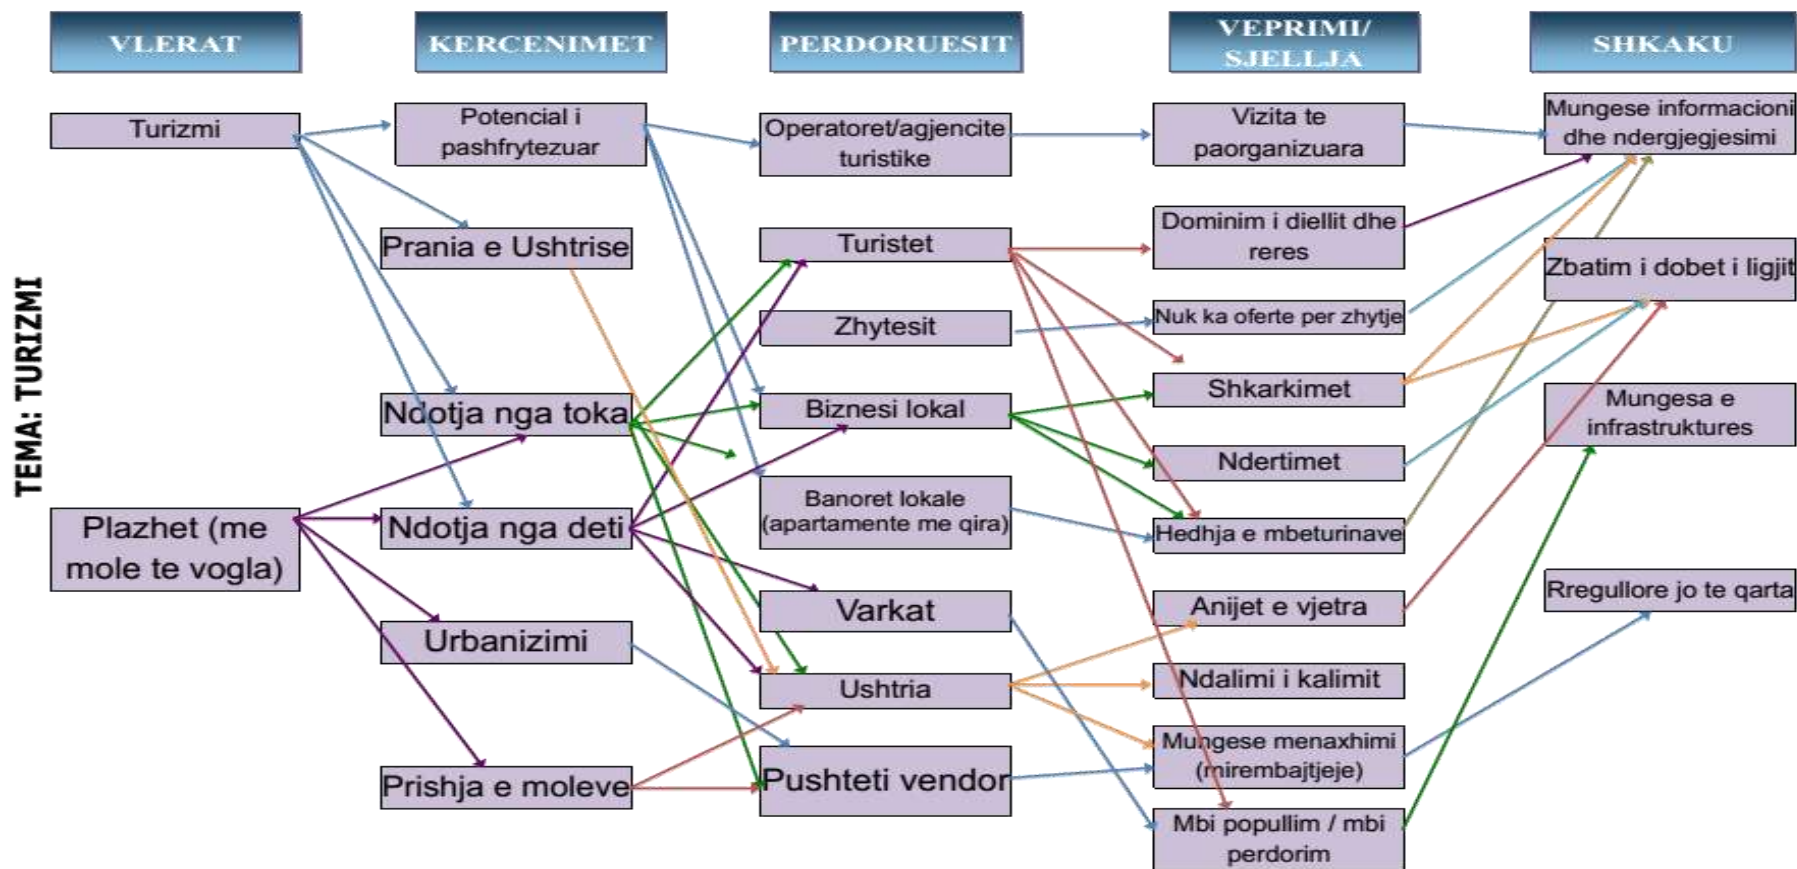 VLERAT
KERCENIMET
PERDORUESIT
VEPRIMI/
SJELLJA
SHKAKU
TEMA: TURIZMI
Turizmi
Plazhet (me
mole te vogla)
Potencial i
pashfrytezuar
Prania e Ushtrise
Ndotja nga toka
Ndotja nga deti
Urbanizimi
Prishja e moleve
Operatoret/agjencite
turistike
Turistet
Zhytesit
Biznesi lokal
Banoret lokale
(apartamente me qira)
Varkat
Ushtria
Pushteti vendor
Vizita te
paorganizuara
Dominim i diellit dhe
reres
Nuk ka oferte per zhytje
Shkarkimet
Ndertimet
Hedhja e mbeturinave
Anijet e vjetra
Ndalimi i kalimit
Mungese menaxhimi
(mirembajtjeje)
Mbi popullim / mbi
perdorim
Mungese informacioni
dhe ndergjegjesimi
Zbatim i dobet i ligjit
Mungesa e
infrastruktures
Rregullore jo te qarta